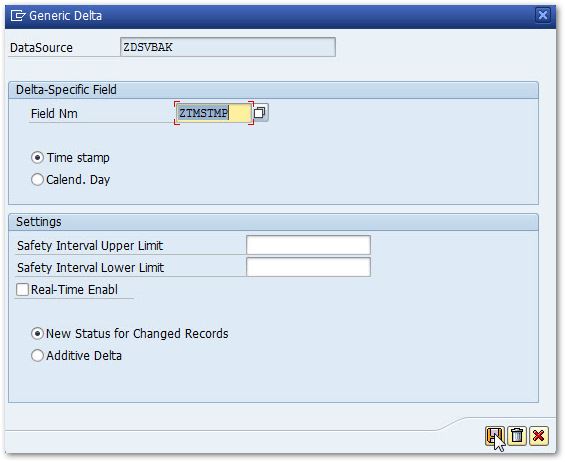 Generic Delta
DataSource ZDSVBAK
Delta-Specific Field
Field Nm ZTMSTMP
Time stamp
Calend. Day
Settings
Safety Interval Upper Limit
Safety Interval Lower Limit
Real-Time Enabl
New Status for Changed Records
Additive Delta